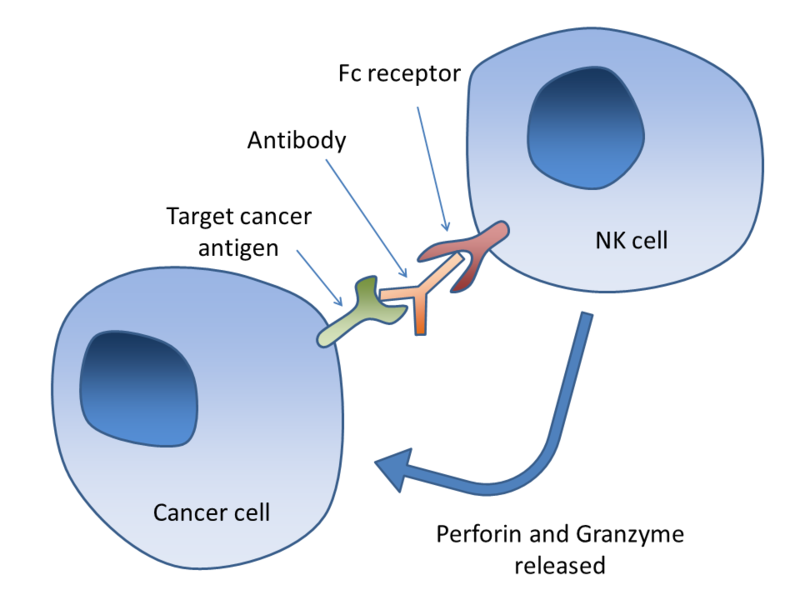 Fc receptor
Antibody
Target cancer
antigen
NK cell
Cancer cell
Perforin and Granzyme
released